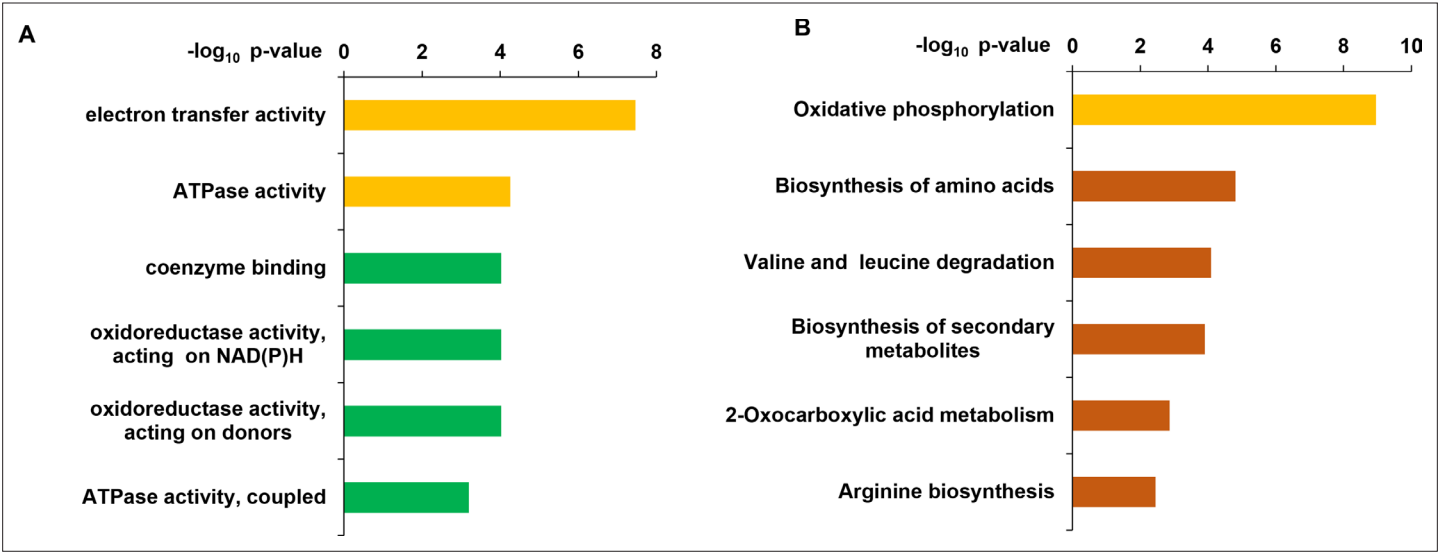 A
-log₁₀ p-value 0 2 4 6 8
electron transfer activity
ATPase activity
coenzyme binding
oxidoreductase activity,
acting on NAD(P)H
oxidoreductase activity,
acting on donors
ATPase activity, coupled
B
-log₁₀ p-value 0 2 4 6 8 10
Oxidative phosphorylation
Biosynthesis of amino acids
Valine and leucine degradation
Biosynthesis of secondary
metabolites
2-Oxocarboxylic acid metabolism
Arginine biosynthesis